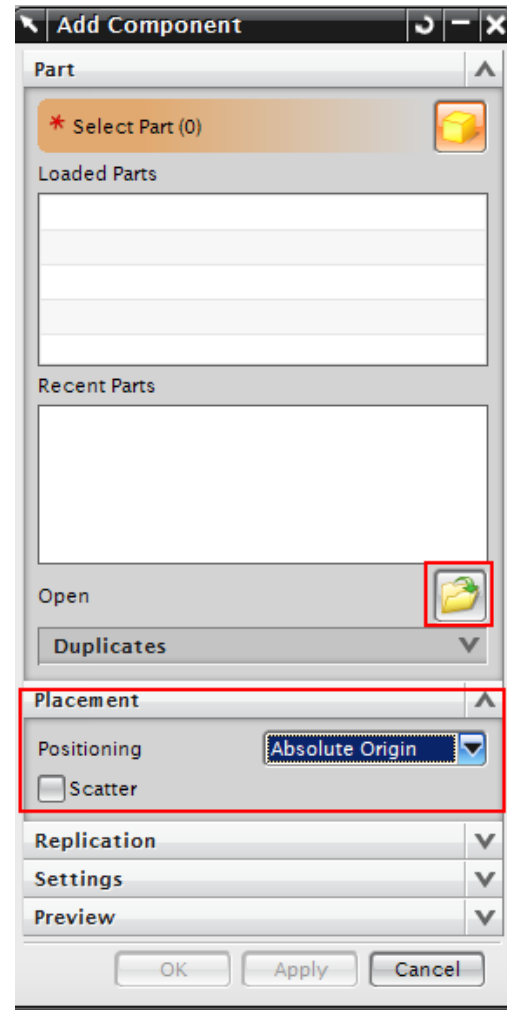 Add Component
Part
* Select Part (0)
Loaded Parts
Recent Parts
Open
Duplicates
Placement
Positioning Absolute Origin
Scatter
Replication
Settings
Preview
OK Apply Cancel